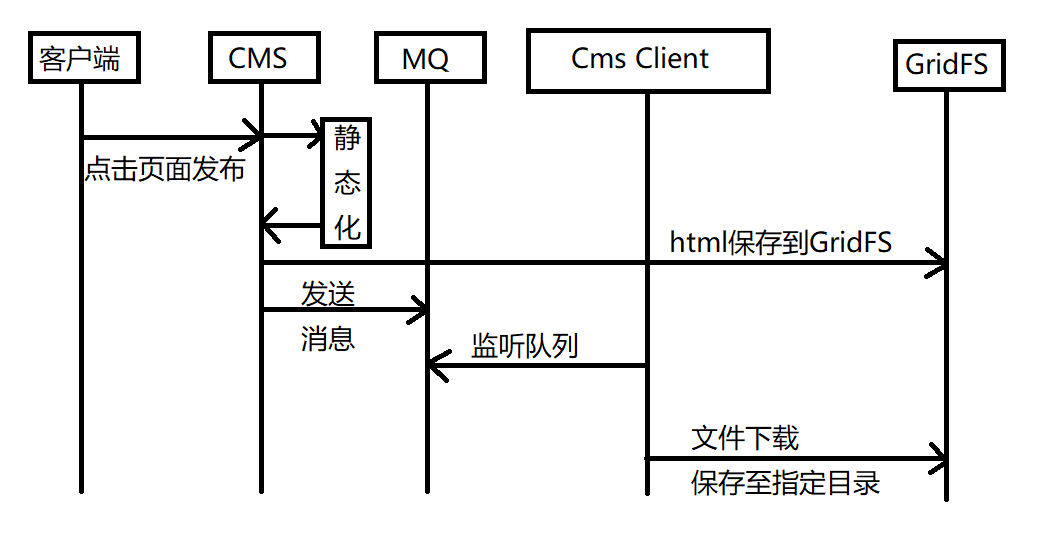 客户端
CMS
MQ
Cms Client
GridFS
点击页面发布
静
态
化
html保存到GridFS
发送
消息
监听队列
文件下载
保存至指定目录